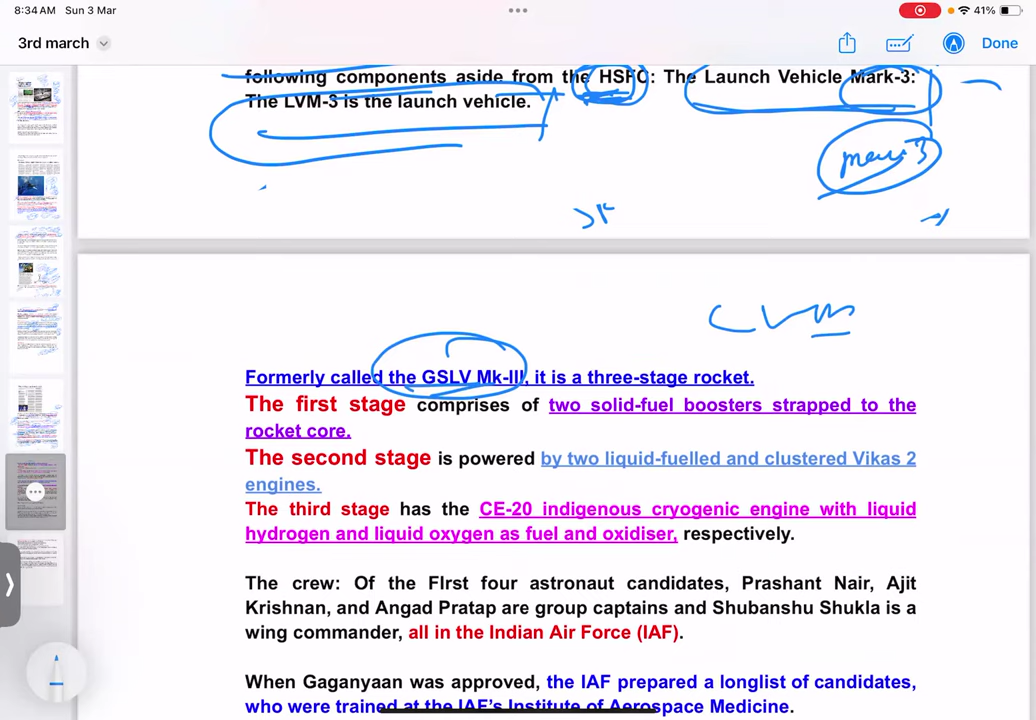 8:34 AM Sun 3 Mar
41%
3rd march
Done
following components aside from the HSFC: The Launch Vehicle Mark-3:
The LVM-3 is the launch vehicle.
Formerly called the GSLV Mk-III, it is a three-stage rocket.
The first stage comprises of two solid-fuel boosters strapped to the
rocket core.
The second stage is powered by two liquid-fuelled and clustered Vikas 2
engines.
The third stage has the CE-20 indigenous cryogenic engine with liquid
hydrogen and liquid oxygen as fuel and oxidiser, respectively.
The crew: Of the FIrst four astronaut candidates, Prashant Nair, Ajit
Krishnan, and Angad Pratap are group captains and Shubanshu Shukla is a
wing commander, all in the Indian Air Force (IAF).
When Gaganyaan was approved, the IAF prepared a longlist of candidates,
who were trained at the IAF's Institute of Aerospace Medicine.